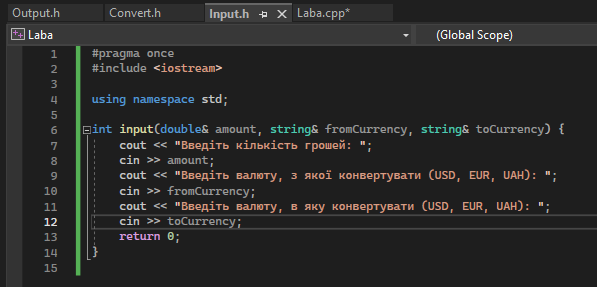 Output.h Convert.h Input.h Laba.cpp*
Laba (Global Scope)
1 #pragma once
2 #include <iostream>
3
4 using namespace std;
5
6 int input(double& amount, string& fromCurrency, string& toCurrency) {
7 cout << "Введіть кількість грошей: ";
8 cin >> amount;
9 cout << "Введіть валюту, з якої конвертувати (USD, EUR, UAH): ";
10 cin >> fromCurrency;
11 cout << "Введіть валюту, в яку конвертувати (USD, EUR, UAH): ";
12 cin >> toCurrency;
13 return 0;
14 }
15